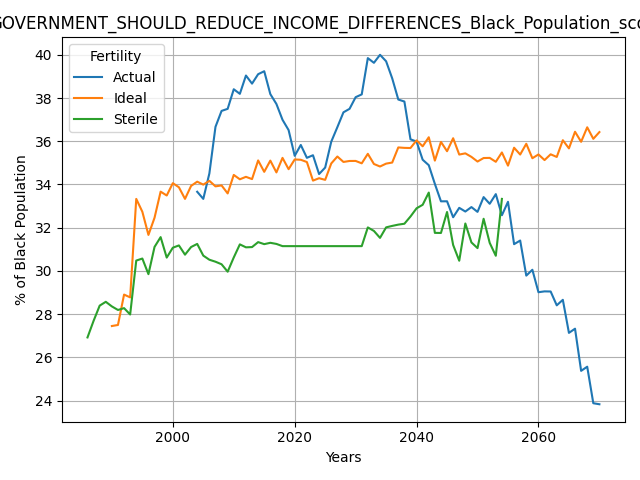 GOVERNMENT_SHOULD_REDUCE_INCOME_DIFFERENCES_Black_Population_sco
Fertility
Actual
Ideal
Sterile
40
38
36
34
32
30
28
26
24
% of Black Population
2000
2020
2040
2060
Years